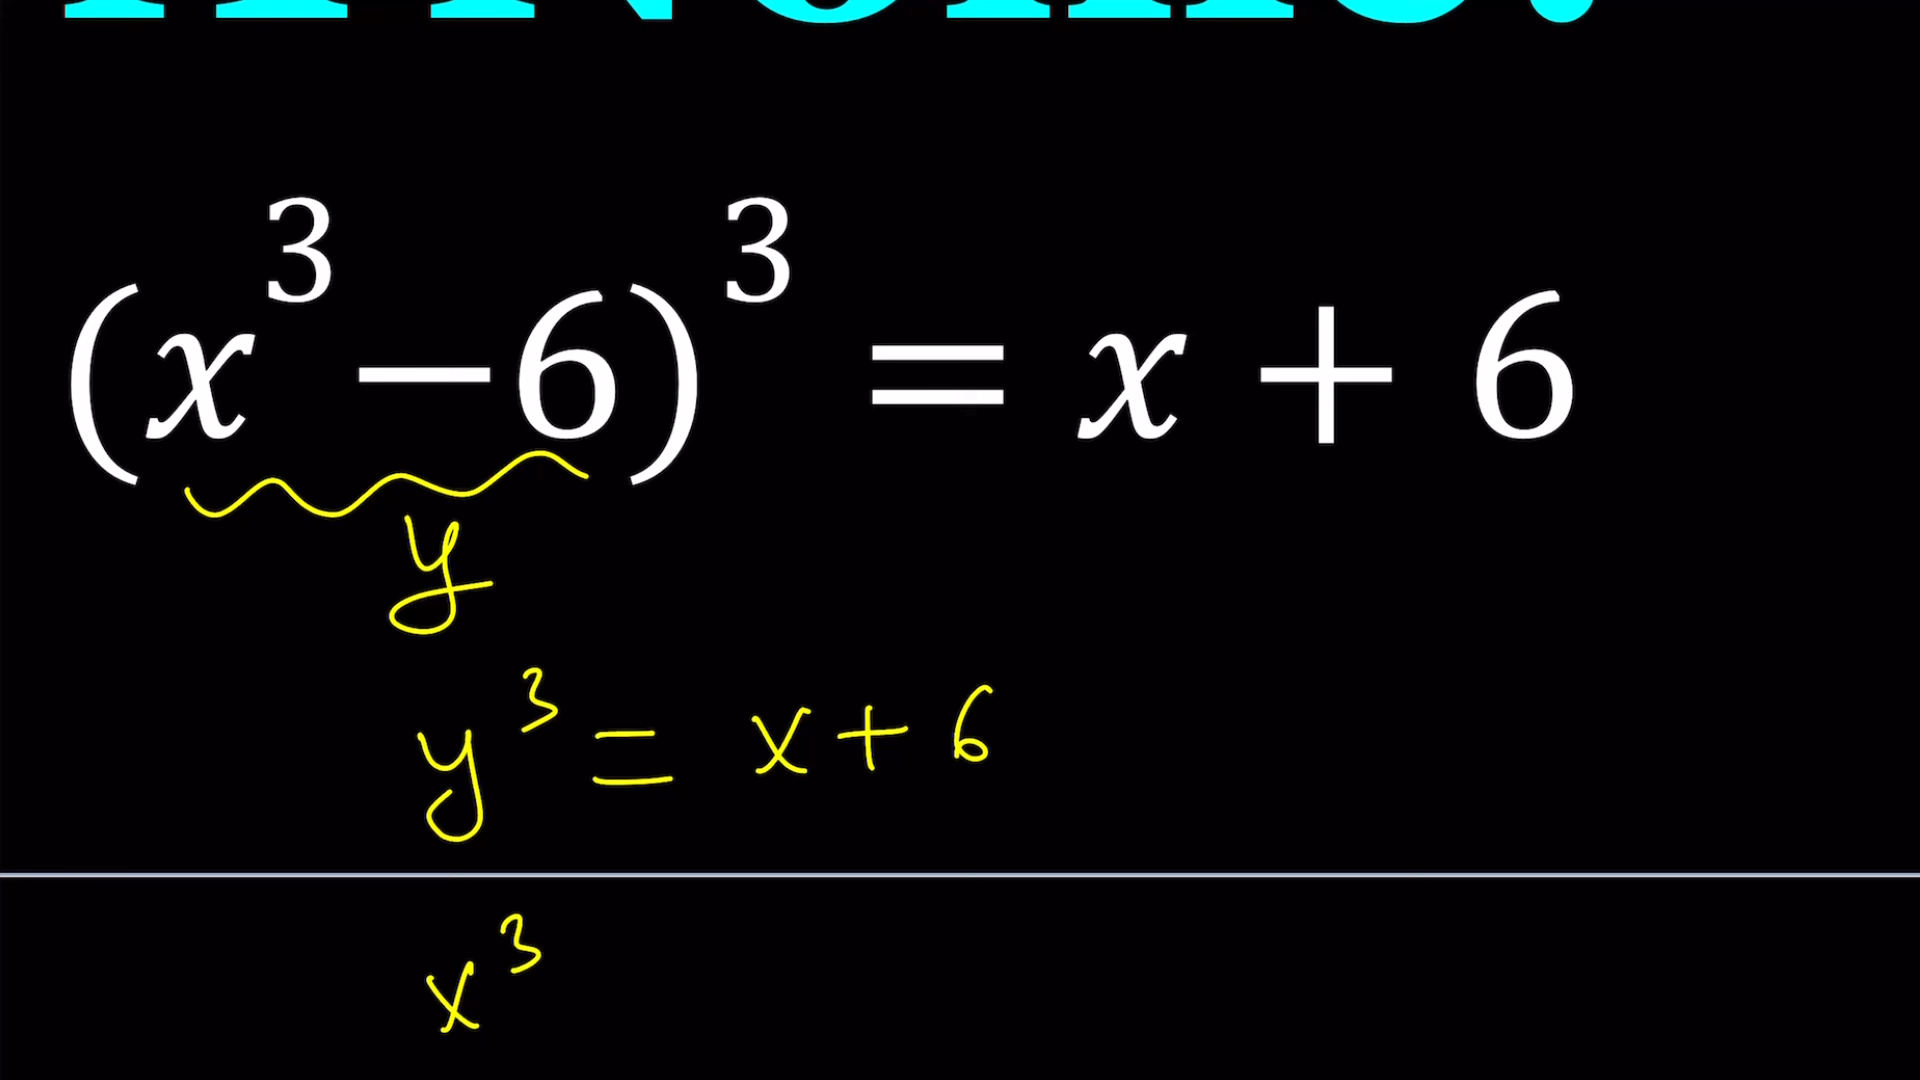 (x³−6)³ = x + 6
y
y³ = x + 6
x³